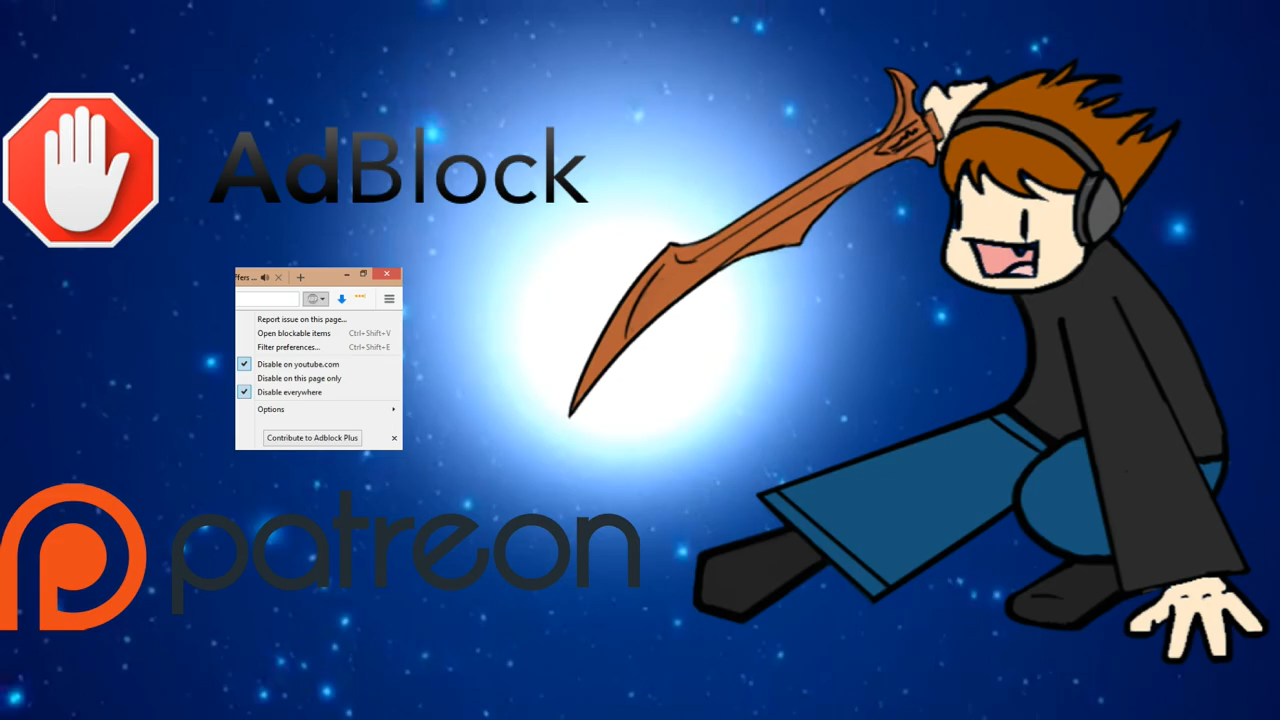 AdBlock
ffers ...
Report issue on this page...
Open blockable items Ctrl+Shift+V
Filter preferences... Ctrl+Shift+E
Disable on youtube.com
Disable on this page only
Disable everywhere
Options
Contribute to Adblock Plus
patreon